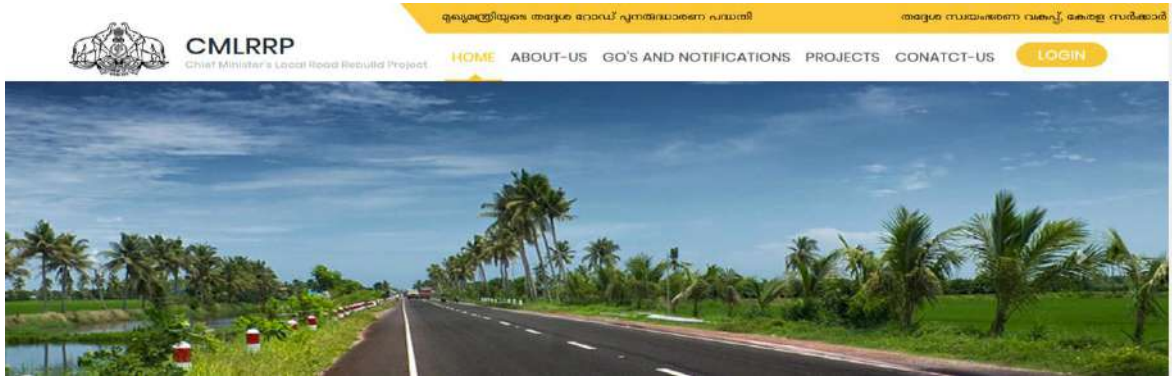 മുഖ്യമന്ത്രിയുടെ തദ്ദേശ റോഡ് പുനരുദ്ധാരണ പദ്ധതി
തദ്ദേശ സ്വയംഭരണ വകുപ്പ്, കേരള സർക്കാർ
CMLRRP
Chief Minister's Local Road Rebuild Project
HOME ABOUT-US GO'S AND NOTIFICATIONS PROJECTS CONATCT-US LOGIN